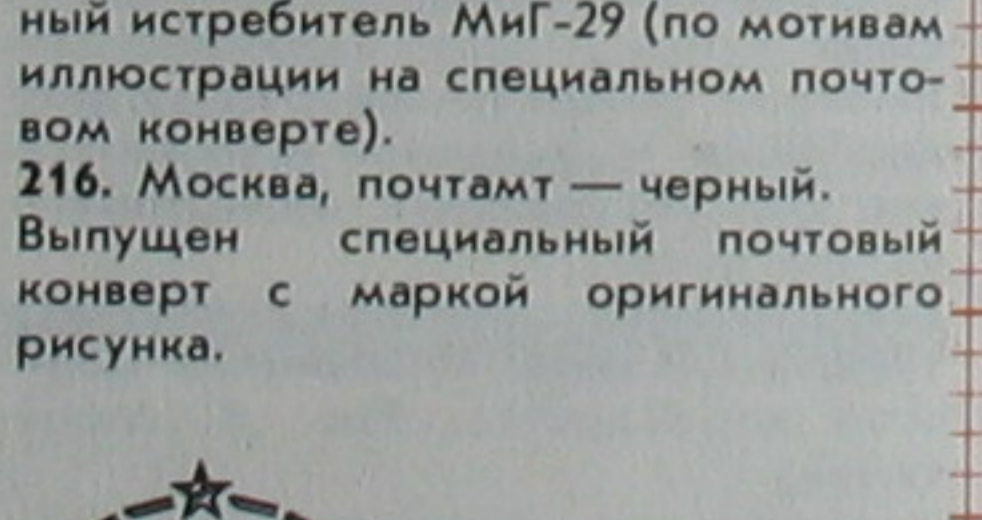 ный истребитель МиГ-29 (по мотивам
иллюстрации на специальном почто-
вом конверте).
216. Москва, почтамт — черный.
Выпущен специальный почтовый
конверт с маркой оригинального
рисунка.